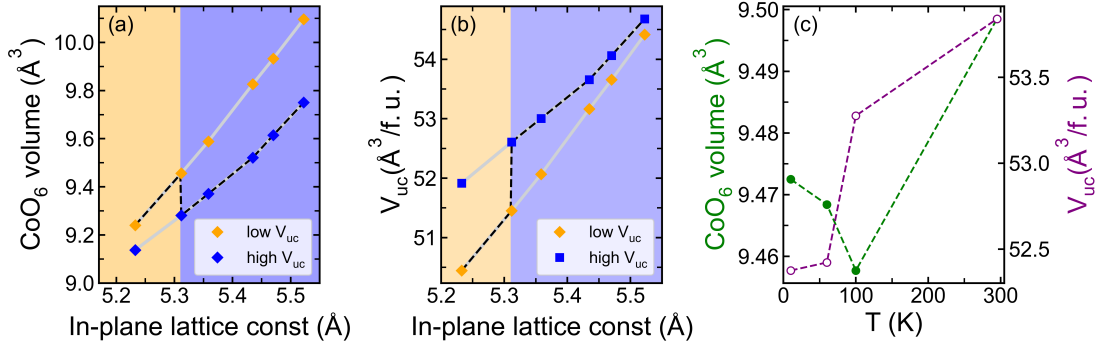 (a)
CoO6 volume (Å3)
10.0
9.8
9.6
9.4
9.2
9.0
5.2 5.3 5.4 5.5
In-plane lattice const (Å)
low Vuc
high Vuc
(b)
Vuc(Å3/f. u.)
54
53
52
51
5.2 5.3 5.4 5.5
In-plane lattice const (Å)
low Vuc
high Vuc
(c)
CoO6 volume (Å3)
9.50
9.49
9.48
9.47
9.46
0 100 200 300
T (K)
53.5
53.0
52.5
Vuc(Å3/f. u.)